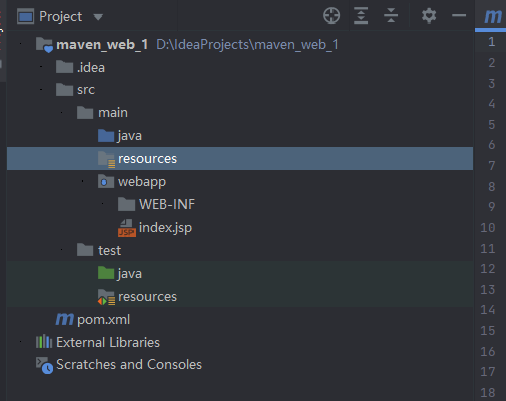 Project
maven_web_1 D:\IdeaProjects\maven_web_1
.idea
src
main
java
resources
webapp
WEB-INF
JSP index.jsp
test
java
resources
m pom.xml
External Libraries
Scratches and Consoles
m
1
2
3
4
5
6
7
8
9
10
11
12
13
14
15
16
17
18